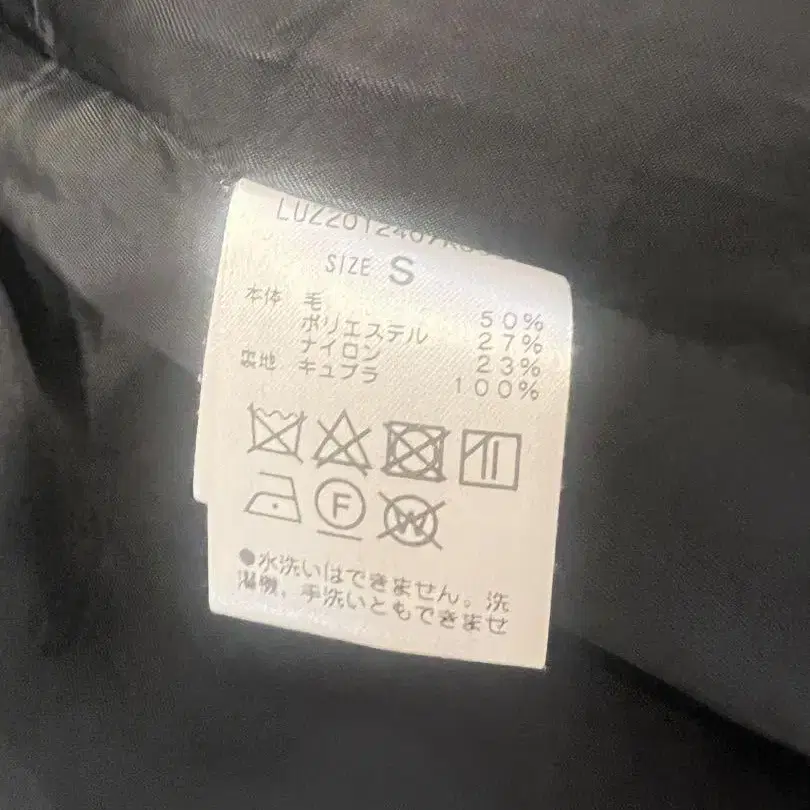 SIZE S
本体 毛 50%
ポリエステル 27%
ナイロン 23%
裏地 キュプラ 100%
F W
●水洗いはできません。洗
濯機、手洗いともできませ